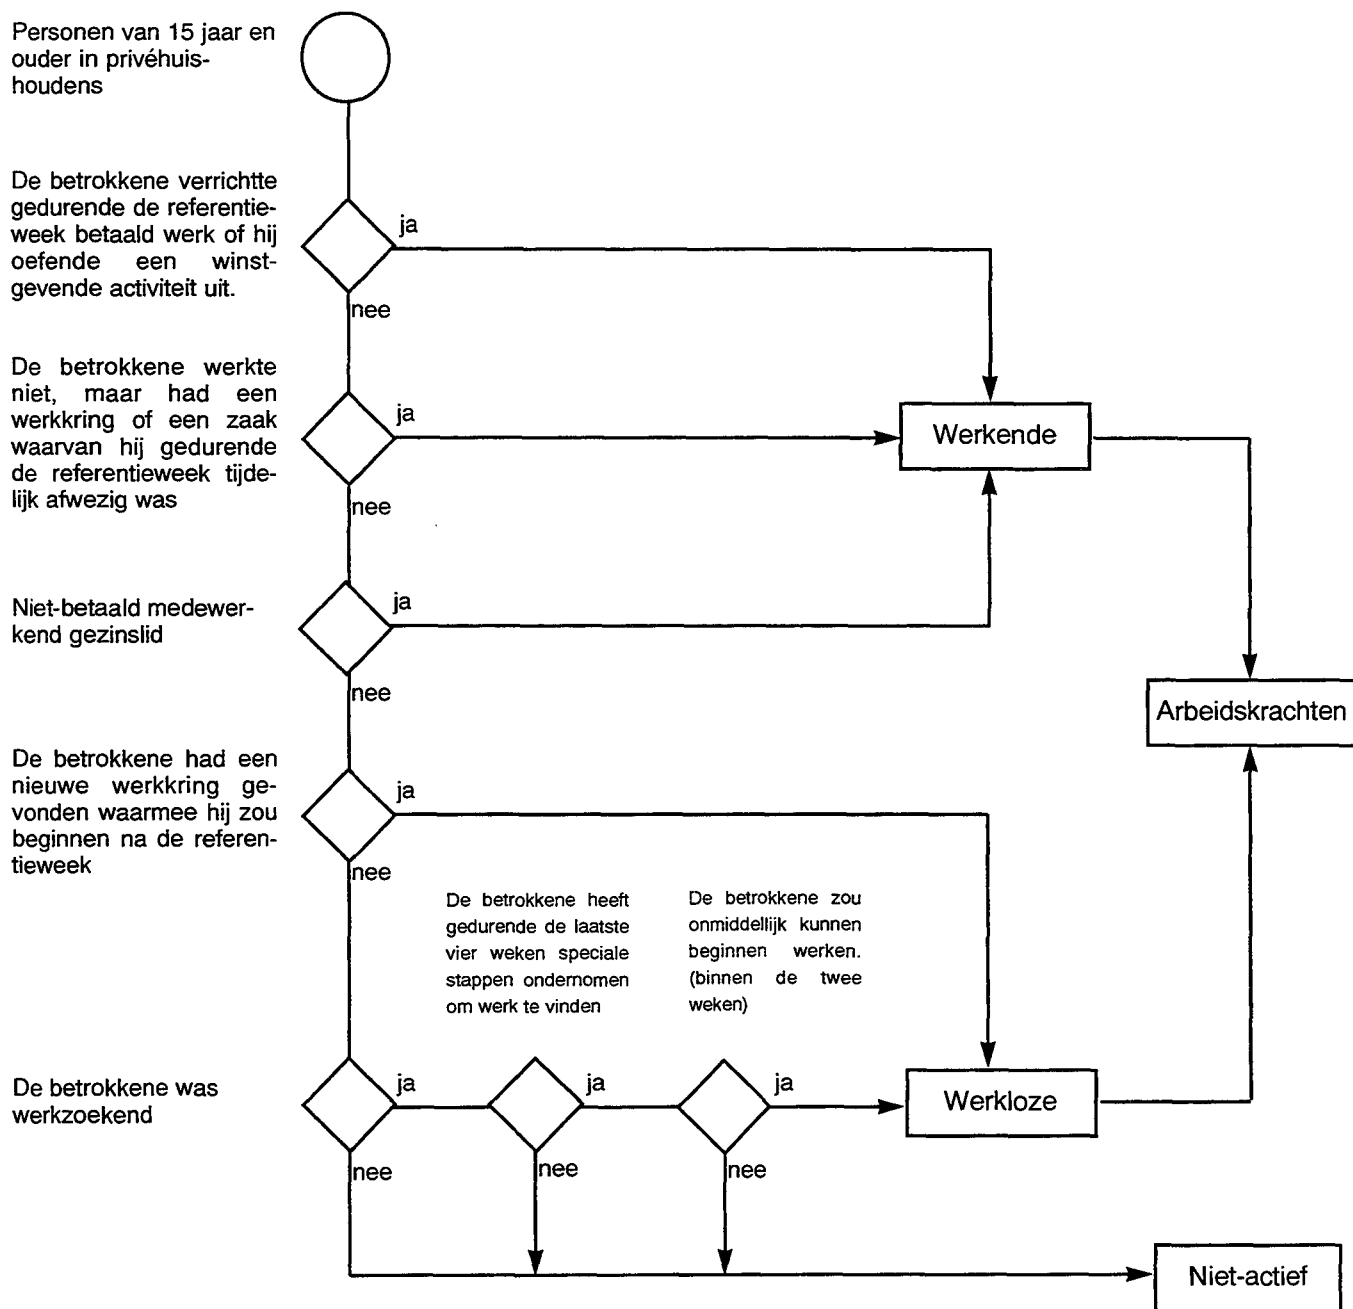 Personen van 15 jaar en
ouder in privéhuis-
houdens
De betrokkene verrichtte
gedurende de referentie-
week betaald werk of hij
oefende een winst-
gevende activiteit uit.
ja
nee
De betrokkene werkte
niet, maar had een
werkkring of een zaak
waarvan hij gedurende
de referentieweek tijde-
lijk afwezig was
ja
nee
Werkende
Niet-betaald medewer-
kend gezinslid
ja
nee
Arbeidskrachten
De betrokkene had een
nieuwe werkkring ge-
vonden waarmee hij zou
beginnen na de referen-
tieweek
ja
nee
De betrokkene heeft
gedurende de laatste
vier weken speciale
stappen ondernomen
om werk te vinden
De betrokkene zou
onmiddellijk kunnen
beginnen werken.
(binnen de twee
weken)
De betrokkene was
werkzoekend
ja
nee
ja
nee
ja
nee
Werkloze
Niet-actief